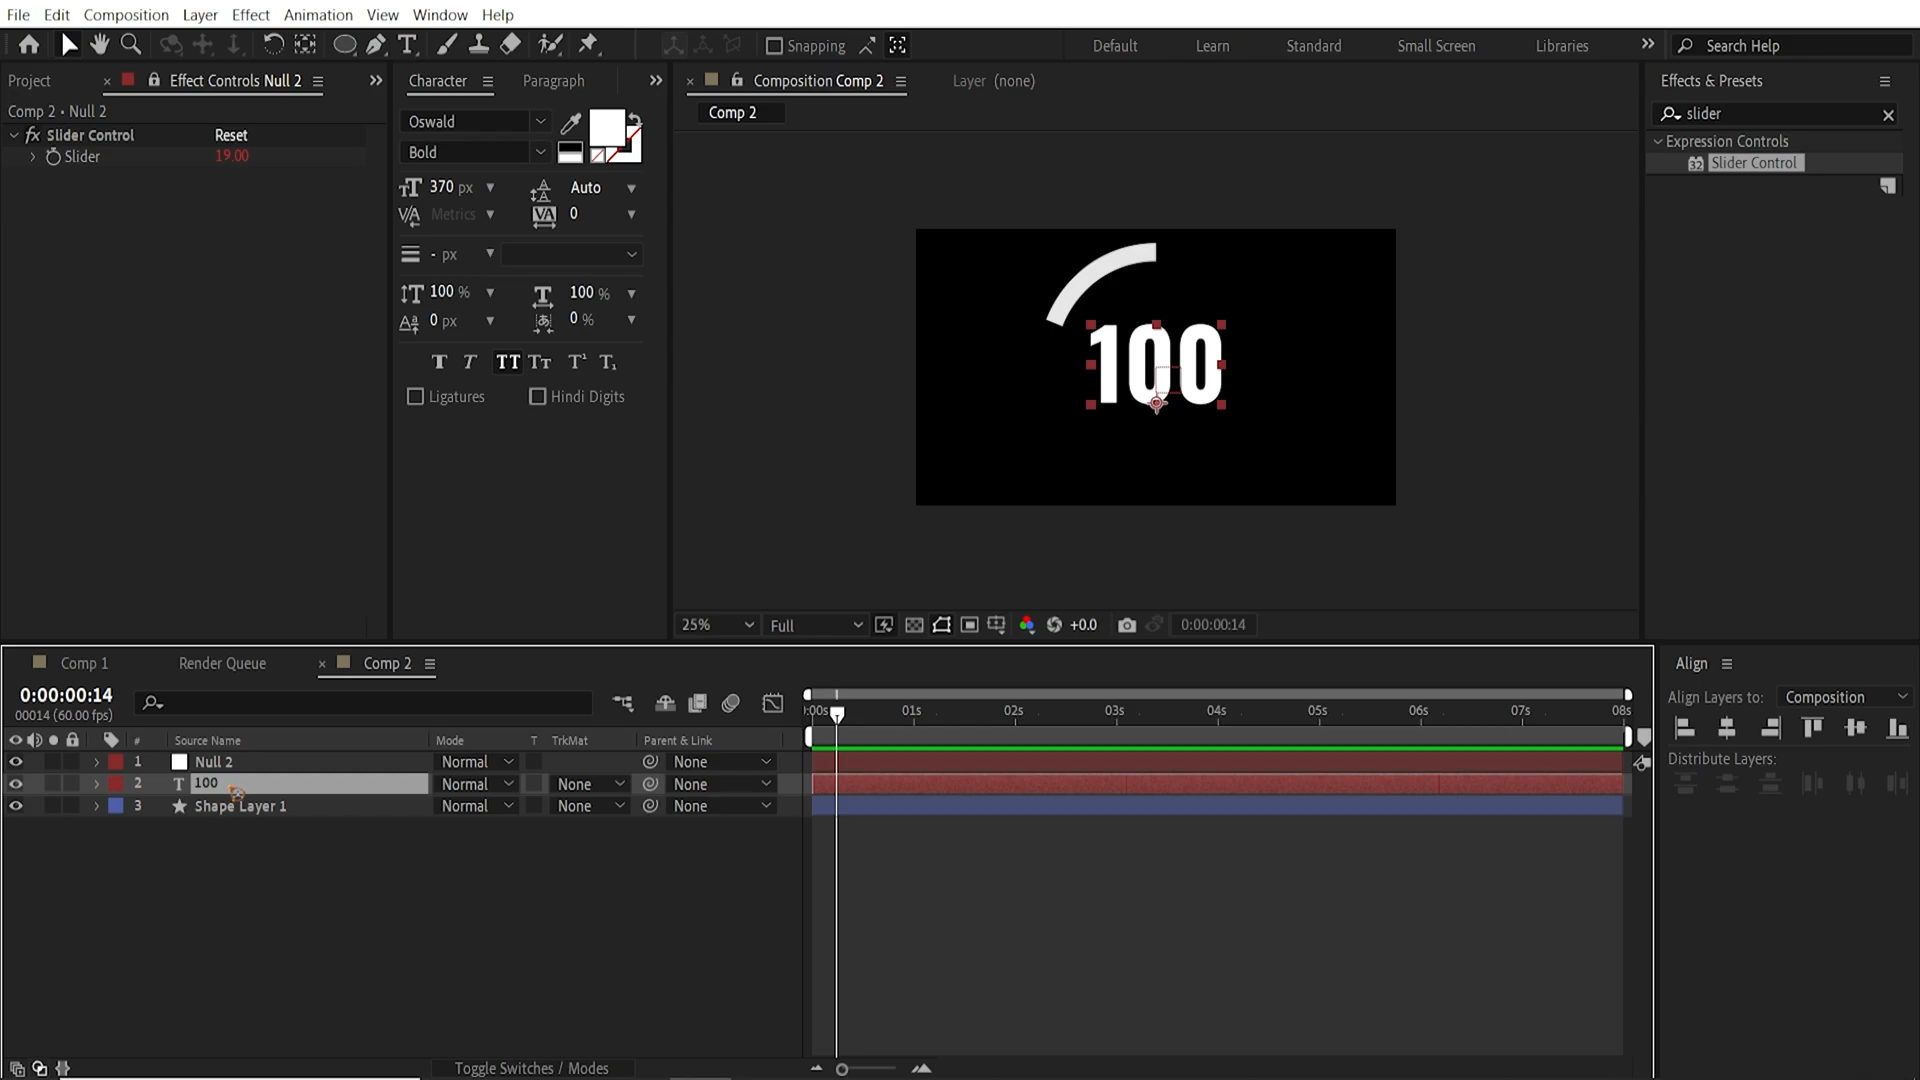 File Edit Composition Layer Effect Animation View Window Help
Snapping Default Learn Standard Small Screen Libraries Search Help
Project Effect Controls Null 2
Comp 2 • Null 2
fx Slider Control Reset
Slider 19.00
Character Paragraph
Oswald
Bold
370 px Auto
Metrics 0
- px
100 % 100 %
0 px 0 %
Ligatures Hindi Digits
Composition Comp 2 Layer (none)
Comp 2
100
25% Full +0.0 0:00:00:14
Effects & Presets
slider
Expression Controls
32 Slider Control
Comp 1 Render Queue Comp 2
0:00:00:14
00014 (60.00 fps)
:00s 01s 02s 03s 04s 05s 06s 07s 08s
# Source Name Mode T TrkMat Parent & Link
1 Null 2 Normal None
2 T 100 Normal None None
3 Shape Layer 1 Normal None None
Toggle Switches / Modes
Align
Align Layers to: Composition
Distribute Layers: